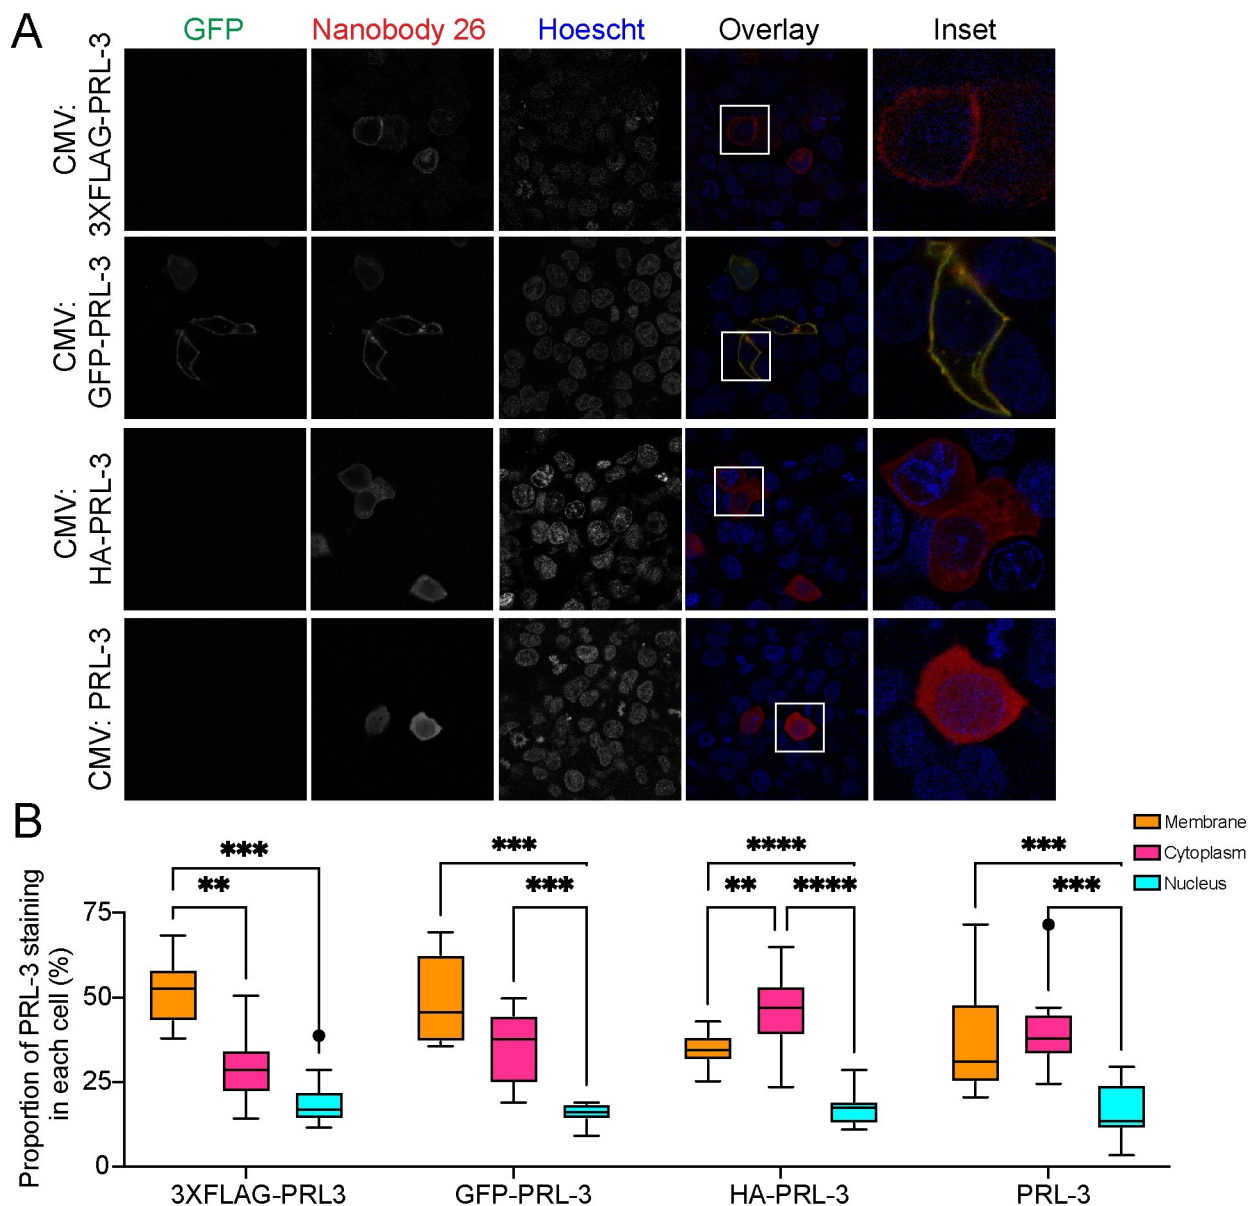 A
GFP
Nanobody 26
Hoescht
Overlay
Inset
CMV:
3XFLAG-PRL-3
CMV:
GFP-PRL-3
CMV:
HA-PRL-3
CMV: PRL-3
B
Membrane
Cytoplasm
Nucleus
***
**
***
***
****
**
****
***
***
Proportion of PRL-3 staining
in each cell (%)
75
50
25
0
3XFLAG-PRL3
GFP-PRL-3
HA-PRL-3
PRL-3